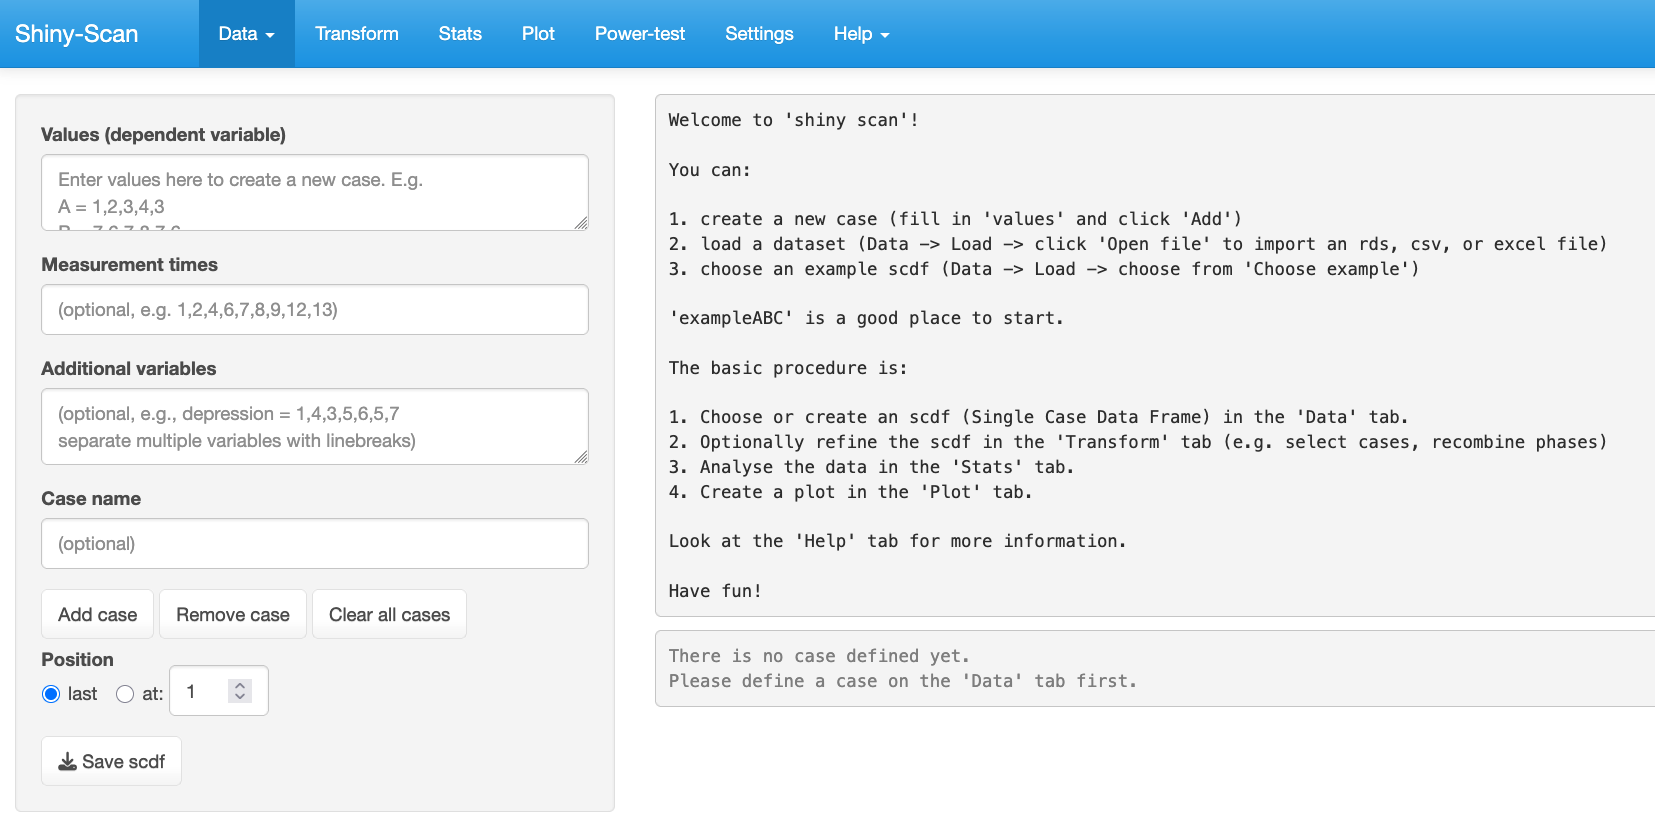 Shiny-Scan
Data
Transform
Stats
Plot
Power-test
Settings
Help
Values (dependent variable)
Enter values here to create a new case. E.g.
A = 1,2,3,4,3
Measurement times
(optional, e.g. 1,2,4,6,7,8,9,12,13)
Additional variables
(optional, e.g., depression = 1,4,3,5,6,5,7
separate multiple variables with linebreaks)
Case name
(optional)
Add case
Remove case
Clear all cases
Position
last
at:
1
Save scdf
Welcome to 'shiny scan'!
You can:
1. create a new case (fill in 'values' and click 'Add')
2. load a dataset (Data -> Load -> click 'Open file' to import an rds, csv, or excel file)
3. choose an example scdf (Data -> Load -> choose from 'Choose example')
'exampleABC' is a good place to start.
The basic procedure is:
1. Choose or create an scdf (Single Case Data Frame) in the 'Data' tab.
2. Optionally refine the scdf in the 'Transform' tab (e.g. select cases, recombine phases)
3. Analyse the data in the 'Stats' tab.
4. Create a plot in the 'Plot' tab.
Look at the 'Help' tab for more information.
Have fun!
There is no case defined yet.
Please define a case on the 'Data' tab first.